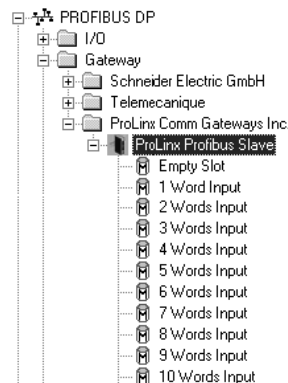 PROFIBUS DP
I/O
Gateway
Schneider Electric GmbH
Telemecanique
ProLinx Comm Gateways Inc
ProLinx Profibus Slave
Empty Slot
1 Word Input
2 Words Input
3 Words Input
4 Words Input
5 Words Input
6 Words Input
7 Words Input
8 Words Input
9 Words Input
10 Words Input